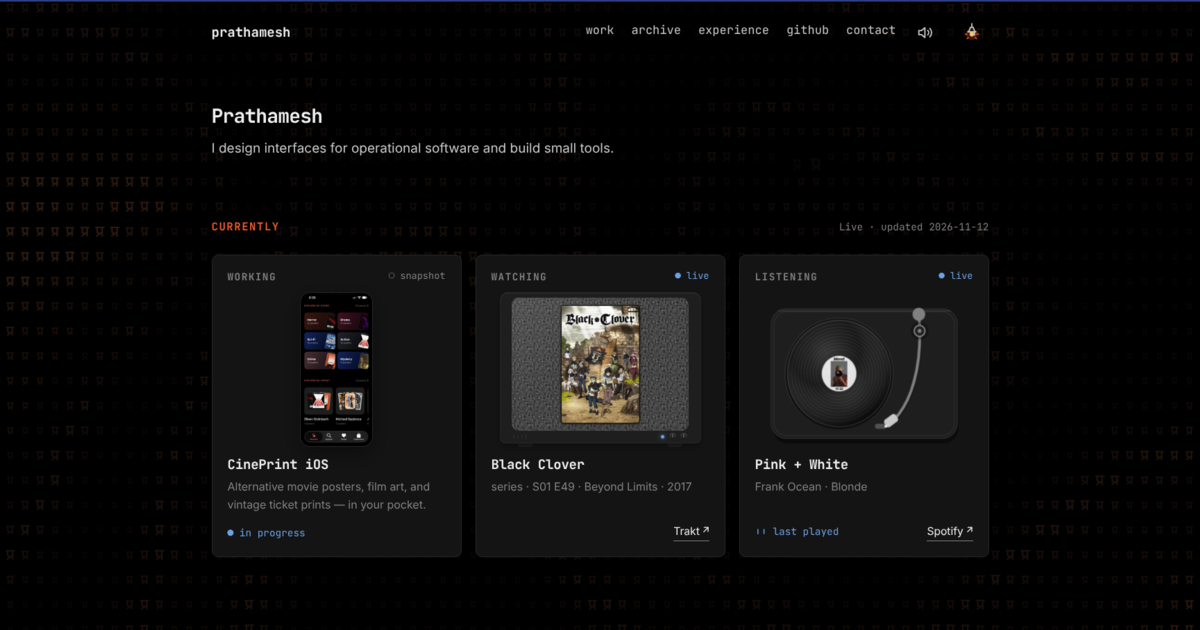 prathamesh
work archive experience github contact
Prathamesh
I design interfaces for operational software and build small tools.
CURRENTLY
Live · updated 2026-11-12
WORKING
snapshot
CinePrint iOS
Alternative movie posters, film art, and
vintage ticket prints — in your pocket.
in progress
WATCHING
live
Black Clover
Black Clover
series · S01 E49 · Beyond Limits · 2017
Trakt ↗
LISTENING
live
Pink + White
Frank Ocean · Blonde
last played
Spotify ↗